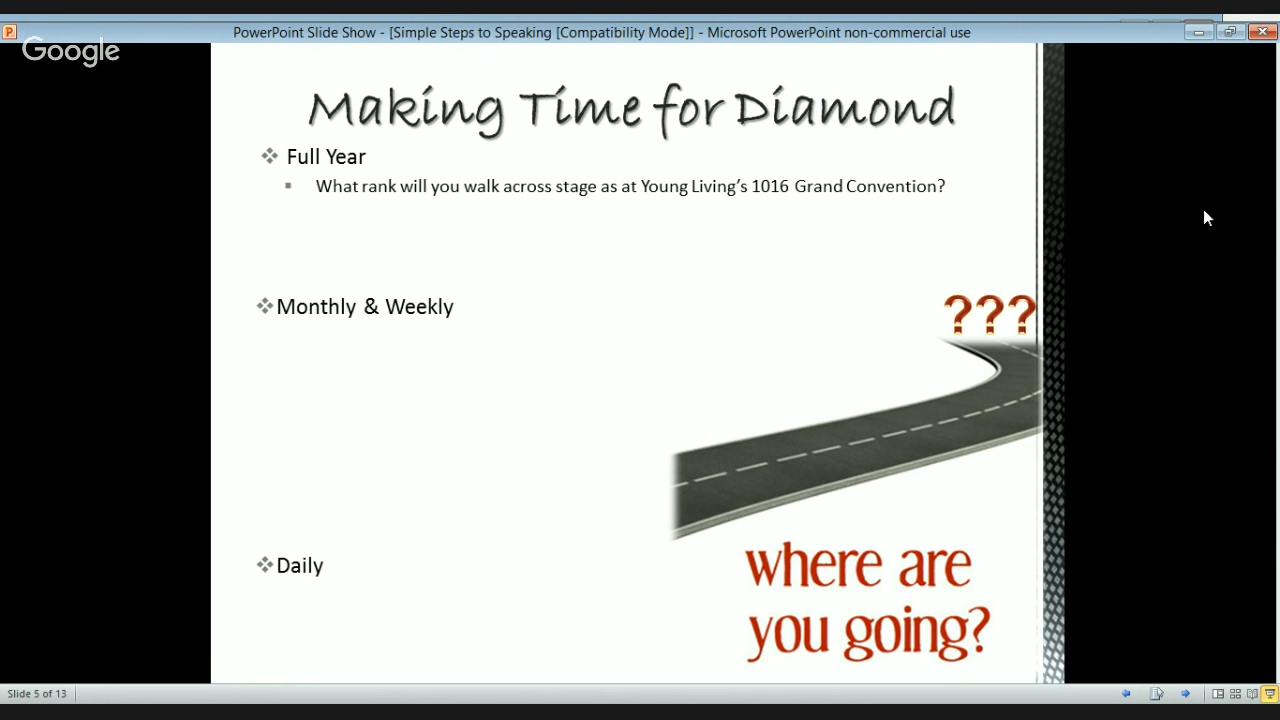 PowerPoint Slide Show - [Simple Steps to Speaking [Compatibility Mode]] - Microsoft PowerPoint non-commercial use
Google
Making Time for Diamond
Full Year
What rank will you walk across stage as at Young Living's 1016 Grand Convention?
Monthly & Weekly
???
Daily
where are
you going?
Slide 5 of 13